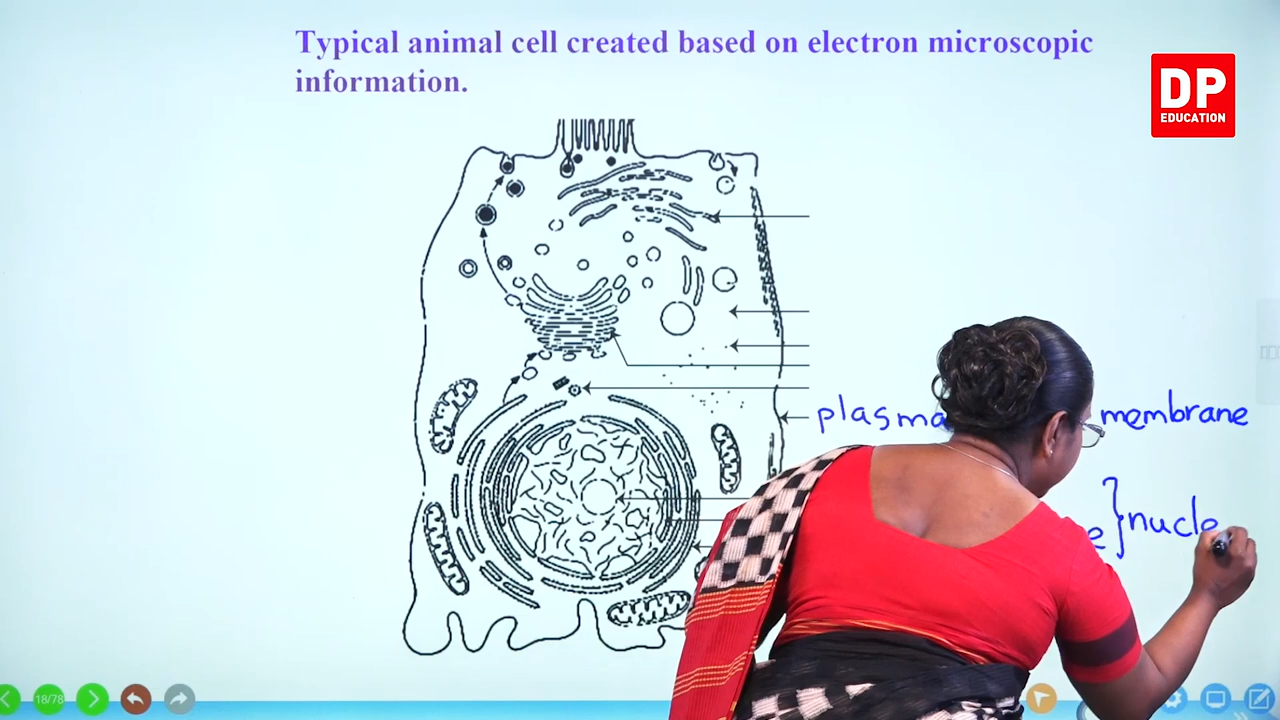 Typical animal cell created based on electron microscopic
information.
DP
EDUCATION
plasma membrane
}nucle
18/78